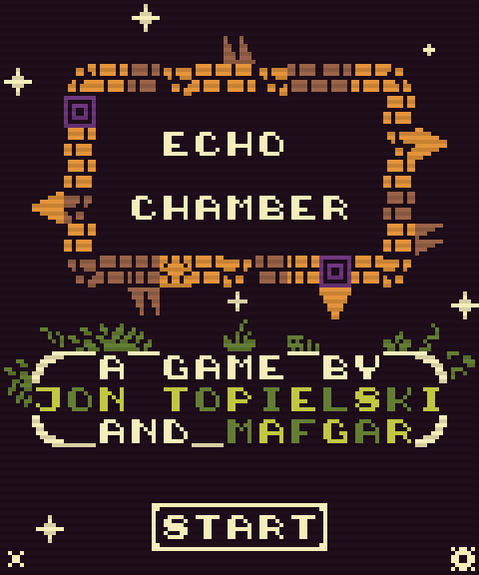 ECHO
CHAMBER
A GAME BY
JON TOPIELSKI
AND MAFGAR
START